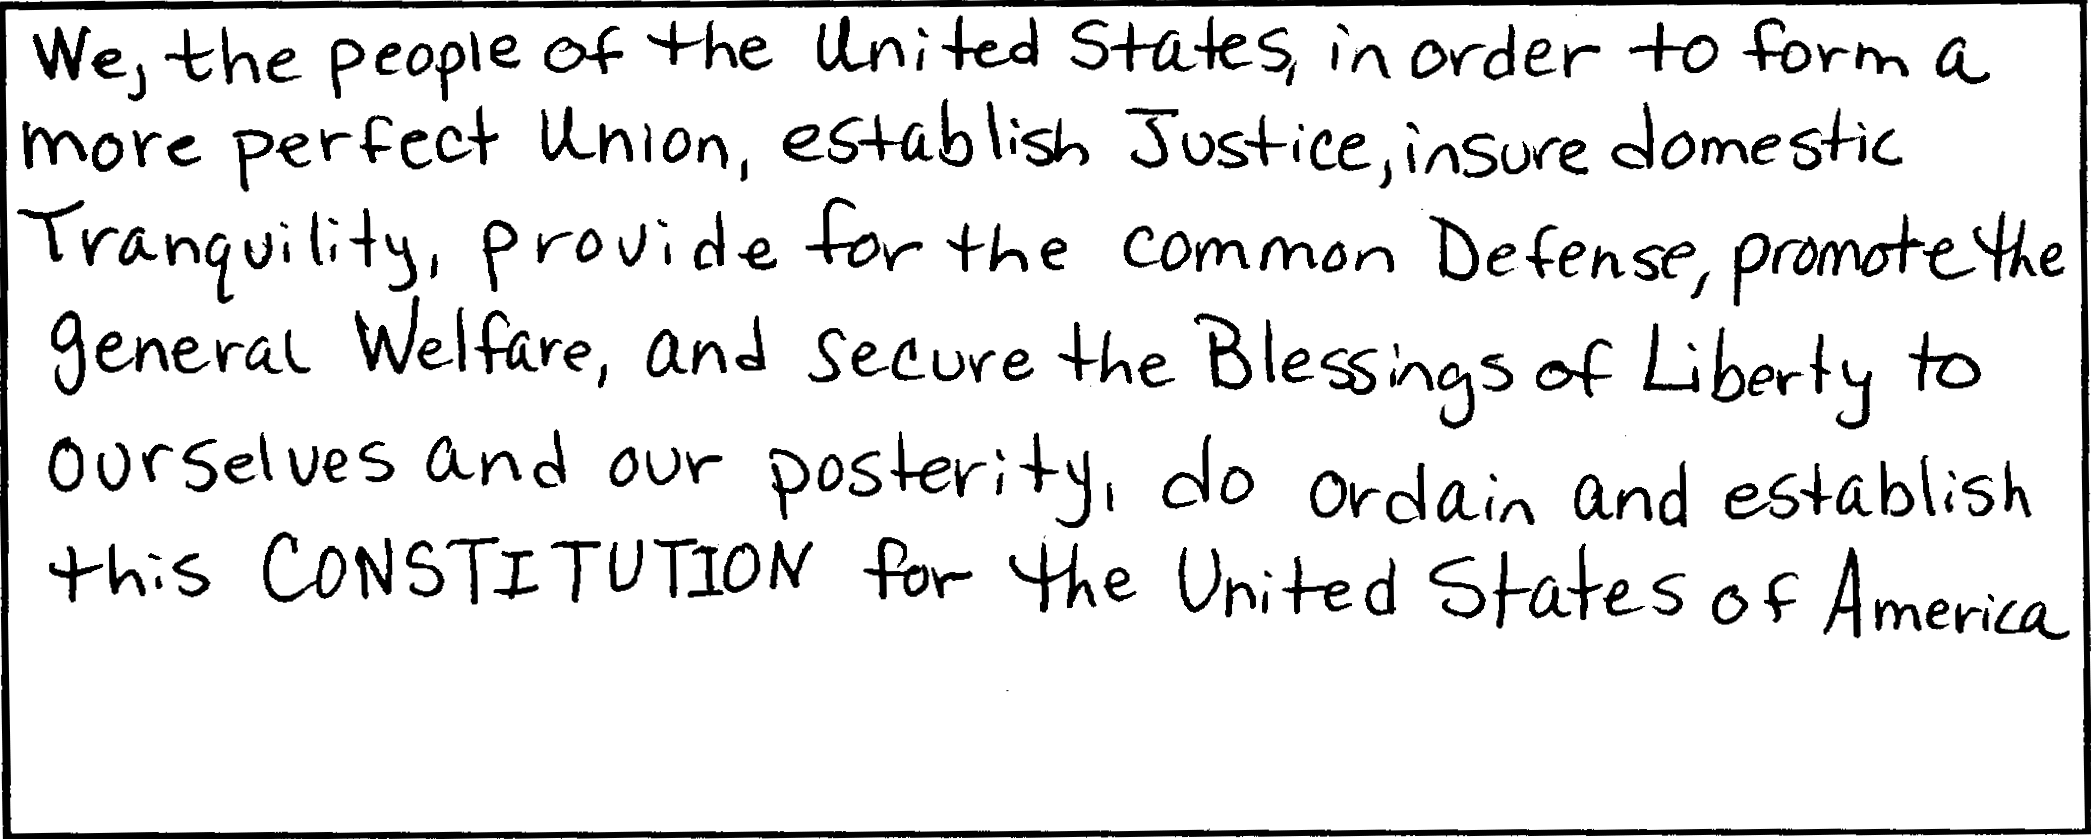 We, the people of the United States, in order to form a
more perfect Union, establish Justice, insure domestic
Tranquility, provide for the common Defense, promote the
general Welfare, and secure the Blessings of Liberty to
ourselves and our posterity, do ordain and establish
this CONSTITUTION for the United States of America